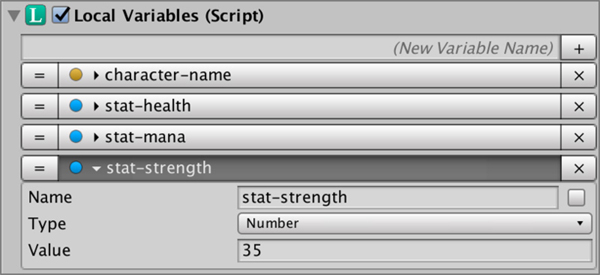 L Local Variables (Script)
(New Variable Name) +
= character-name ×
= stat-health ×
= stat-mana ×
= stat-strength ×
Name stat-strength
Type Number
Value 35